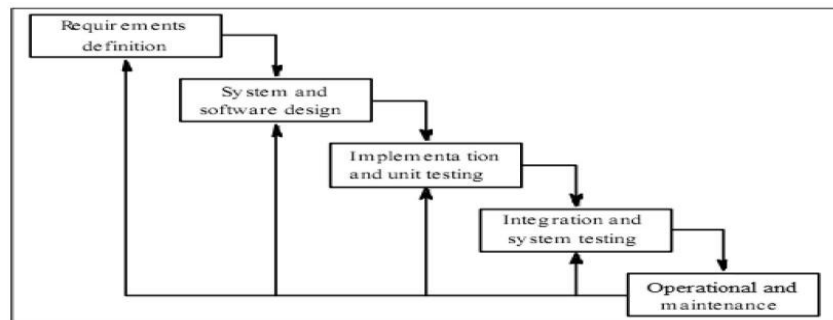 Requirements
definition
System and
software design
Implementation
and unit testing
Integration and
system testing
Operational and
maintenance